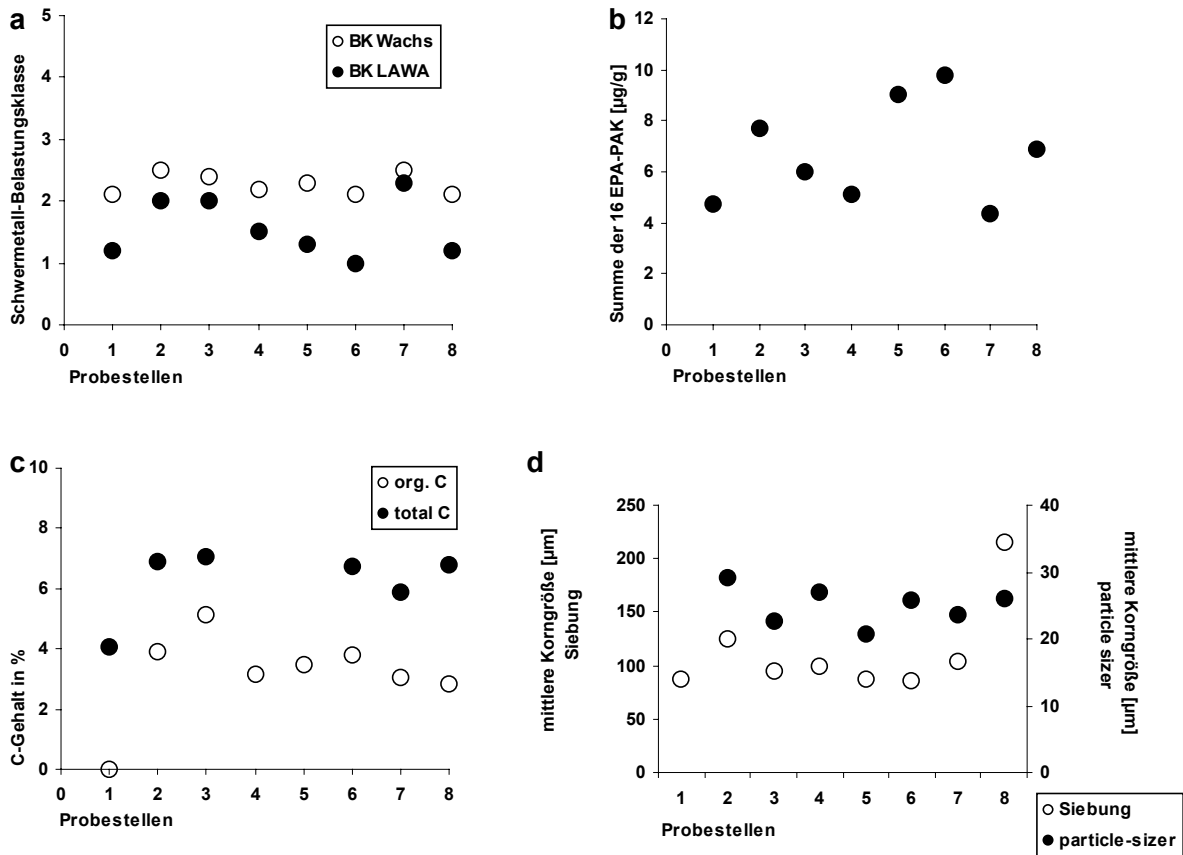 a
5
4
3
2
1
0
Schwermetall-Belastungsklasse
BK Wachs
BK LAWA
0 1 2 3 4 5 6 7 8
Probestellen
b
12
10
8
6
4
2
0
Summe der 16 EPA-PAK [µg/g]
0 1 2 3 4 5 6 7 8
Probestellen
c
10
8
6
4
2
0
C-Gehalt in %
org. C
total C
0 1 2 3 4 5 6 7 8
Probestellen
d
250
200
150
100
50
0
mittlere Korngröße [µm]
Siebung
40
30
20
10
0
mittlere Korngröße [µm]
particle sizer
1 2 3 4 5 6 7 8
Probestellen
Siebung
particle-sizer